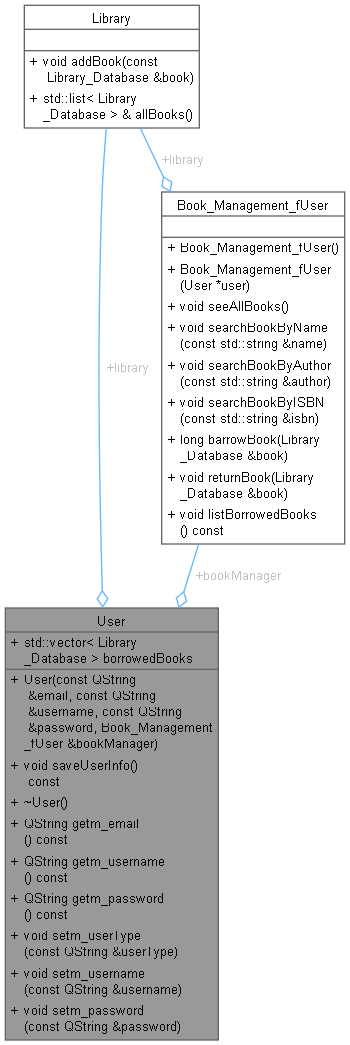 Library
+ void addBook(const
Library_Database &book)
+ std::list< Library
_Database > & allBooks()
+library
Book_Management_fUser
+ Book_Management_fUser()
+ Book_Management_fUser
(User *user)
+ void seeAllBooks()
+ void searchBookByName
(const std::string &name)
+ void searchBookByAuthor
(const std::string &author)
+ void searchBookByISBN
(const std::string &isbn)
+ long barrowBook(Library
_Database &book)
+ void returnBook(Library
_Database &book)
+ void listBorrowedBooks
() const
+library
+bookManager
User
+ std::vector< Library
_Database > borrowedBooks
+ User(const QString
&email, const QString
&username, const QString
&password, Book_Management
_fUser &bookManager)
+ void saveUserInfo()
const
+ ~User()
+ QString getm_email
() const
+ QString getm_username
() const
+ QString getm_password
() const
+ void setm_userType
(const QString &userType)
+ void setm_username
(const QString &username)
+ void setm_password
(const QString &password)